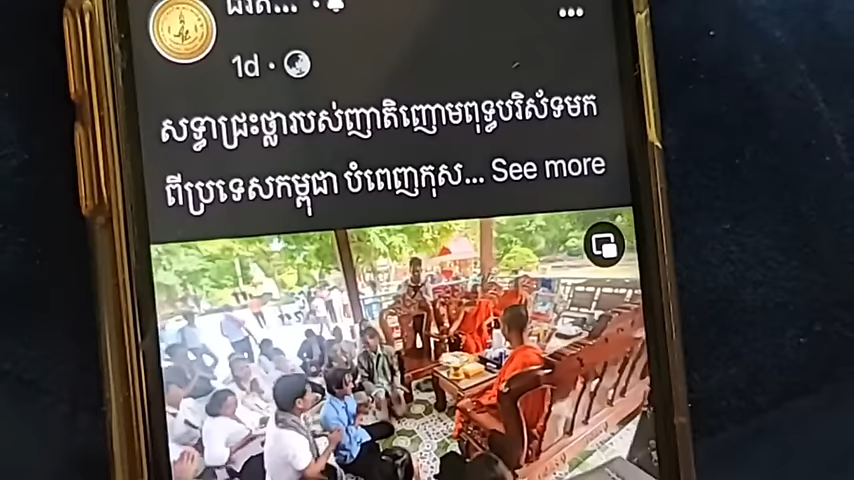 1d ·
សទ្ធាជ្រះថ្លារបស់ញាតិញោមពុទ្ធបរិស័ទមក
ពីប្រទេសកម្ពុជា បំពេញកុស... See more